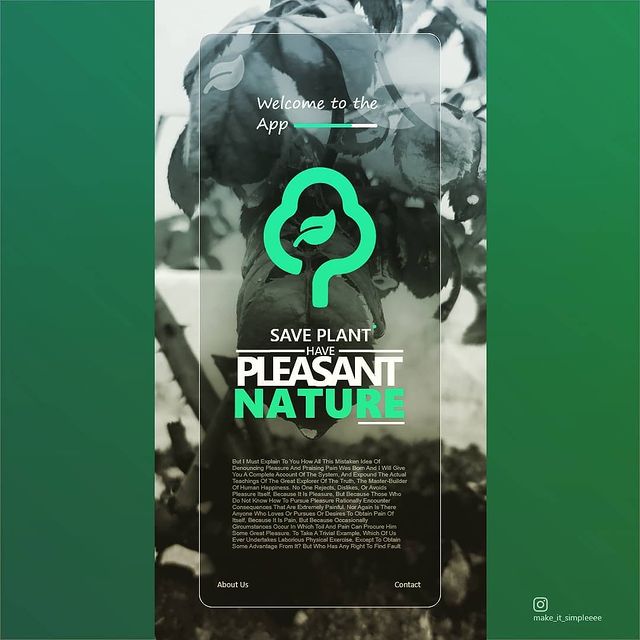 Welcome to the
App
SAVE PLANT
HAVE
PLEASANT
NATURE
But I Must Explain To You How All This Mistaken Idea Of
Denouncing Pleasure And Praising Pain Was Born And I Will Give
You A Complete Account Of The System, And Expound The Actual
Teachings Of The Great Explorer Of The Truth, The Master-Builder
Of Human Happiness. No One Rejects, Dislikes, Or Avoids
Pleasure Itself, Because It Is Pleasure, But Because Those Who
Do Not Know How To Pursue Pleasure Rationally Encounter
Consequences That Are Extremely Painful. Nor Again Is There
Anyone Who Loves Or Pursues Or Desires To Obtain Pain Of
Itself, Because It Is Pain, But Because Occasionally
Circumstances Occur In Which Toil And Pain Can Procure Him
Some Great Pleasure. To Take A Trivial Example, Which Of Us
Ever Undertakes Laborious Physical Exercise, Except To Obtain
Some Advantage From It? But Who Has Any Right To Find Fault
About Us
Contact
make_it_simpleeee